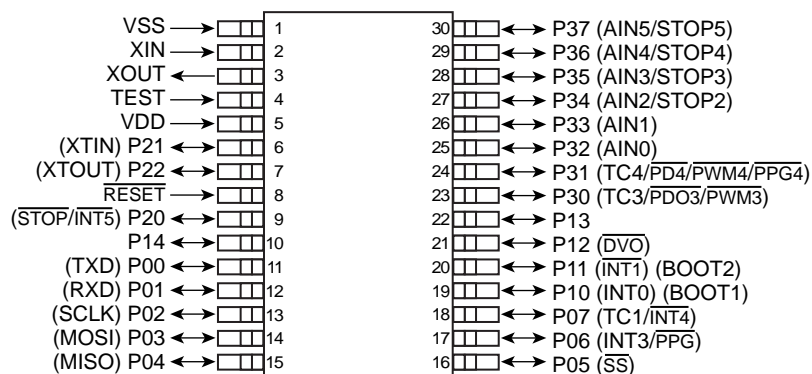 VSS 1
XIN 2
XOUT 3
TEST 4
VDD 5
(XTIN) P21 6
(XTOUT) P22 7
RESET 8
(STOP/INT5) P20 9
P14 10
(TXD) P00 11
(RXD) P01 12
(SCLK) P02 13
(MOSI) P03 14
(MISO) P04 15
30 P37 (AIN5/STOP5)
29 P36 (AIN4/STOP4)
28 P35 (AIN3/STOP3)
27 P34 (AIN2/STOP2)
26 P33 (AIN1)
25 P32 (AIN0)
24 P31 (TC4/PD4/PWM4/PPG4)
23 P30 (TC3/PDO3/PWM3)
22 P13
21 P12 (DVO)
20 P11 (INT1) (BOOT2)
19 P10 (INT0) (BOOT1)
18 P07 (TC1/INT4)
17 P06 (INT3/PPG)
16 P05 (SS)